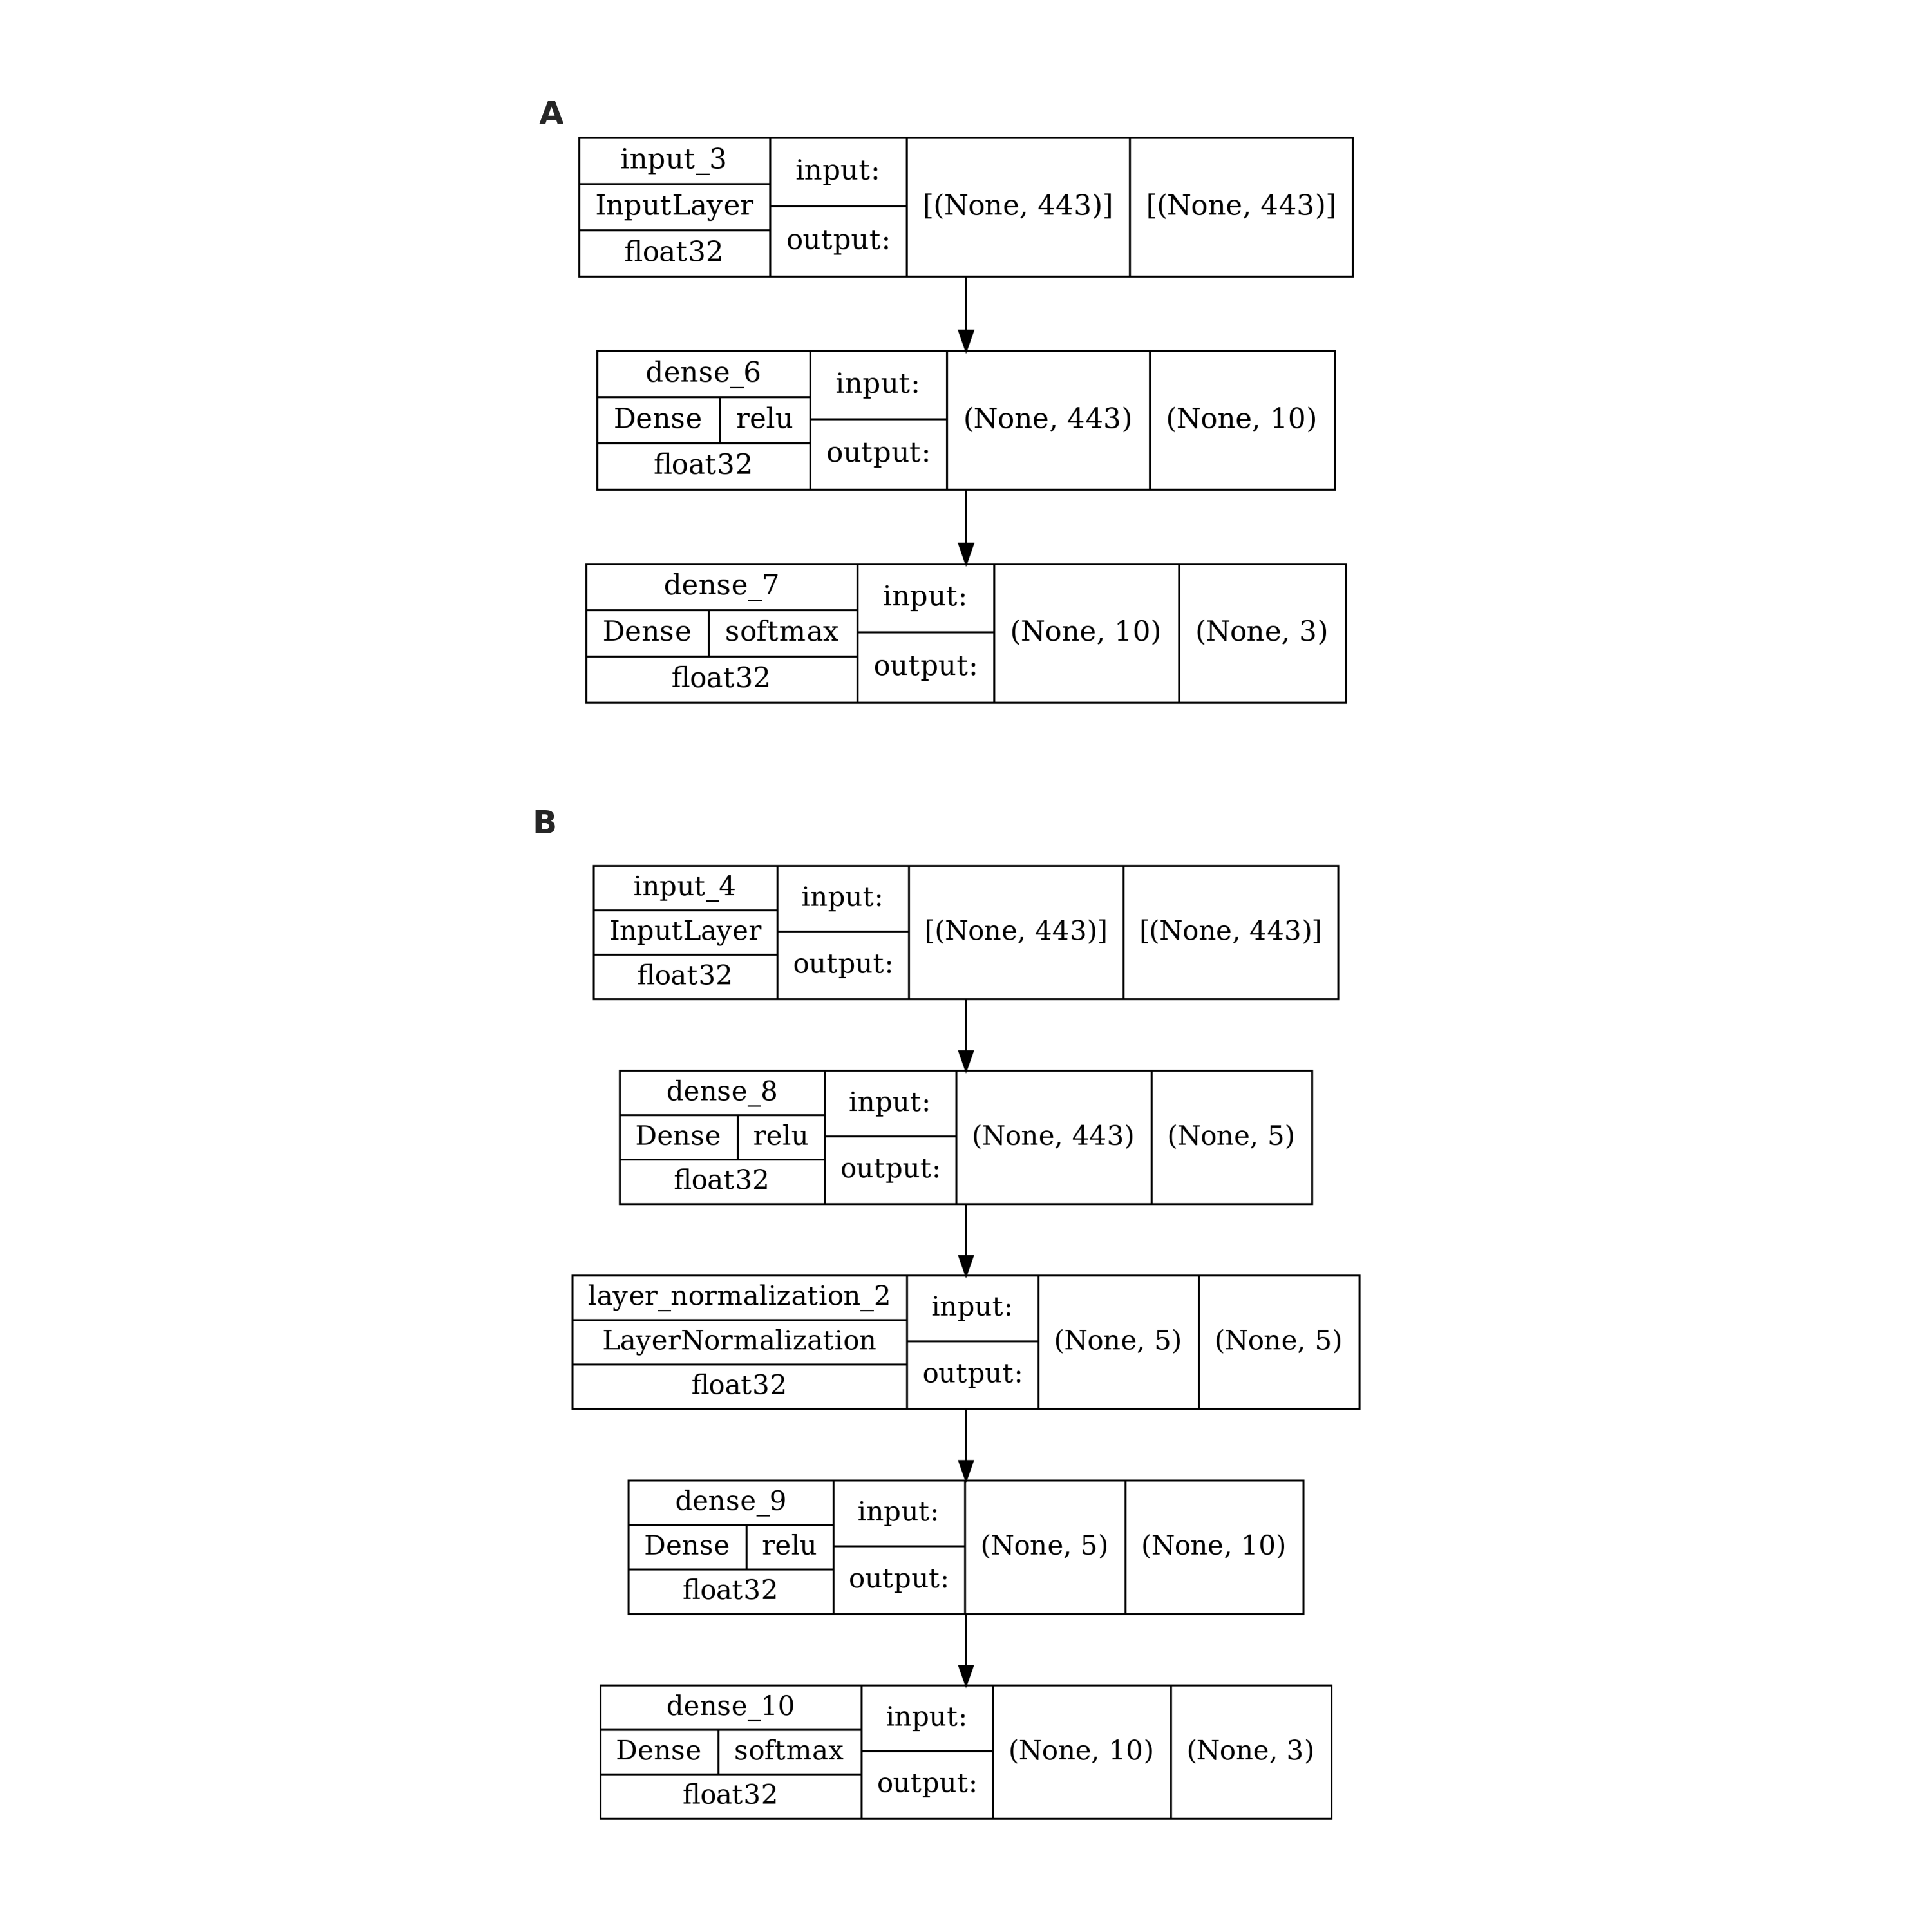 A
input_3
InputLayer
float32
input:
output:
[(None, 443)]
[(None, 443)]
dense_6
Dense
relu
float32
input:
output:
(None, 443)
(None, 10)
dense_7
Dense
softmax
float32
input:
output:
(None, 10)
(None, 3)
B
input_4
InputLayer
float32
input:
output:
[(None, 443)]
[(None, 443)]
dense_8
Dense
relu
float32
input:
output:
(None, 443)
(None, 5)
layer_normalization_2
LayerNormalization
float32
input:
output:
(None, 5)
(None, 5)
dense_9
Dense
relu
float32
input:
output:
(None, 5)
(None, 10)
dense_10
Dense
softmax
float32
input:
output:
(None, 10)
(None, 3)